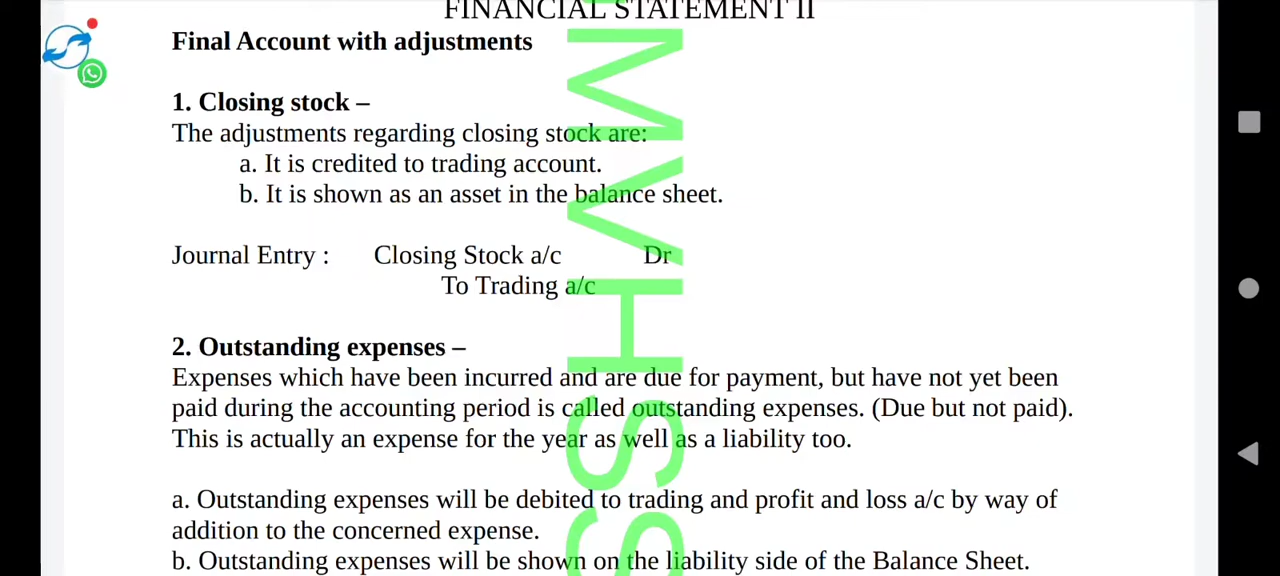 FINANCIAL STATEMENT II
Final Account with adjustments
1. Closing stock –
The adjustments regarding closing stock are:
a. It is credited to trading account.
b. It is shown as an asset in the balance sheet.
Journal Entry : Closing Stock a/c Dr
To Trading a/c
2. Outstanding expenses –
Expenses which have been incurred and are due for payment, but have not yet been
paid during the accounting period is called outstanding expenses. (Due but not paid).
This is actually an expense for the year as well as a liability too.
a. Outstanding expenses will be debited to trading and profit and loss a/c by way of
addition to the concerned expense.
b. Outstanding expenses will be shown on the liability side of the Balance Sheet.
MVHSS